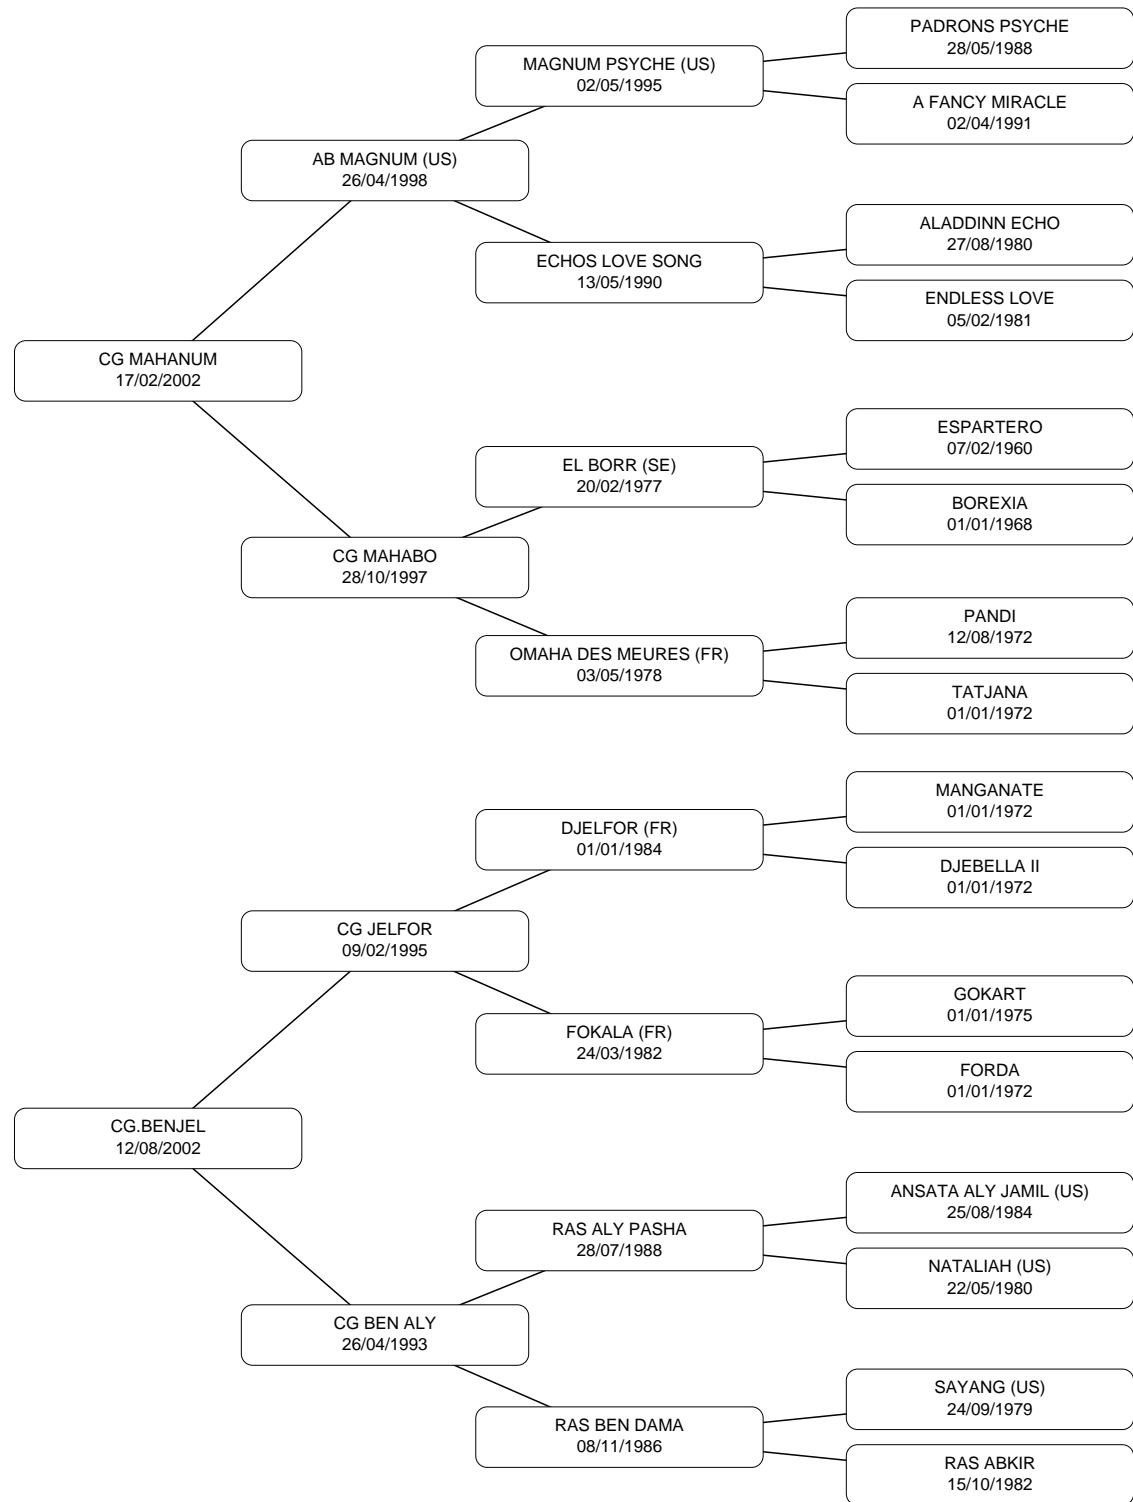 PADRONS PSYCHE
28/05/1988
MAGNUM PSYCHE (US)
02/05/1995
A FANCY MIRACLE
02/04/1991
AB MAGNUM (US)
26/04/1998
ALADDINN ECHO
27/08/1980
ECHOS LOVE SONG
13/05/1990
ENDLESS LOVE
05/02/1981
CG MAHANUM
17/02/2002
ESPARTERO
07/02/1960
EL BORR (SE)
20/02/1977
BOREXIA
01/01/1968
CG MAHABO
28/10/1997
PANDI
12/08/1972
OMAHA DES MEURES (FR)
03/05/1978
TATJANA
01/01/1972
MANGANATE
01/01/1972
DJELFOR (FR)
01/01/1984
DJEBELLA II
01/01/1972
CG JELFOR
09/02/1995
GOKART
01/01/1975
FOKALA (FR)
24/03/1982
FORDA
01/01/1972
CG.BENJEL
12/08/2002
ANSATA ALY JAMIL (US)
25/08/1984
RAS ALY PASHA
28/07/1988
NATALIAH (US)
22/05/1980
CG BEN ALY
26/04/1993
SAYANG (US)
24/09/1979
RAS BEN DAMA
08/11/1986
RAS ABKIR
15/10/1982